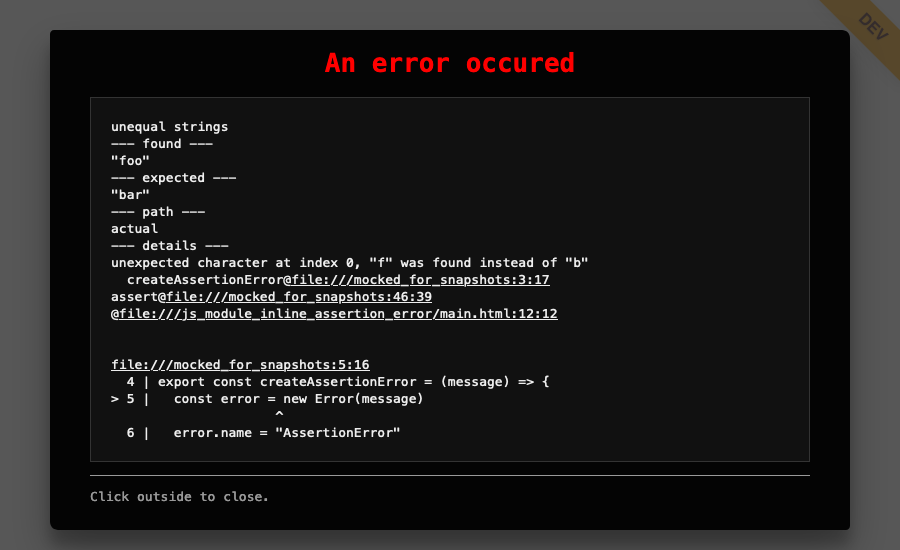 DEV
An error occured
unequal strings
--- found ---
"foo"
--- expected ---
"bar"
--- path ---
actual
--- details ---
unexpected character at index 0, "f" was found instead of "b"
  createAssertionError@file:///mocked_for_snapshots:3:17
assert@file:///mocked_for_snapshots:46:39
@file:///js_module_inline_assertion_error/main.html:12:12
file:///mocked_for_snapshots:5:16
  4 | export const createAssertionError = (message) => {
> 5 |   const error = new Error(message)
                     ^
  6 |   error.name = "AssertionError"
Click outside to close.